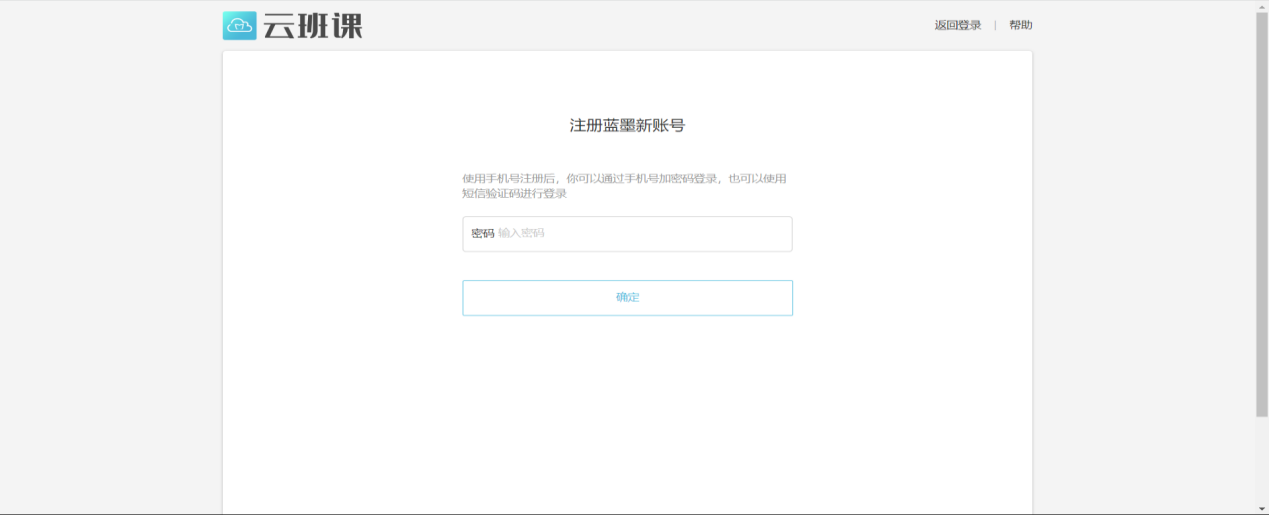 云班课
返回登录 | 帮助
注册蓝墨新账号
使用手机号注册后，你可以通过手机号加密码登录，也可以使用
短信验证码进行登录
密码 输入密码
确定